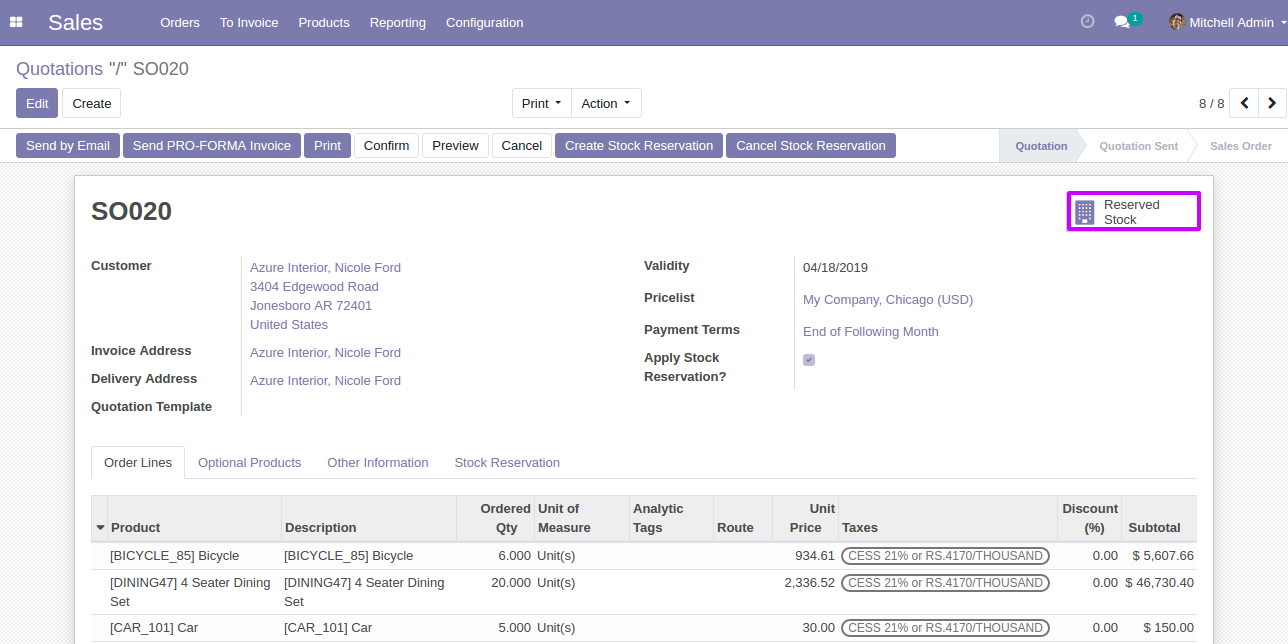 Sales Orders To Invoice Products Reporting Configuration 1 Mitchell Admin
Quotations "/" SO020
Edit Create Print Action 8 / 8
Send by Email Send PRO-FORMA Invoice Print Confirm Preview Cancel Create Stock Reservation Cancel Stock Reservation Quotation Quotation Sent Sales Order
SO020
Reserved
Stock
Customer
Azure Interior, Nicole Ford
3404 Edgewood Road
Jonesboro AR 72401
United States
Invoice Address Azure Interior, Nicole Ford
Delivery Address Azure Interior, Nicole Ford
Quotation Template
Validity 04/18/2019
Pricelist My Company, Chicago (USD)
Payment Terms End of Following Month
Apply Stock
Reservation?
Order Lines Optional Products Other Information Stock Reservation
Product Description Ordered Qty Unit of Measure Analytic Tags Route Unit Price Taxes Discount (%) Subtotal
[BICYCLE_85] Bicycle [BICYCLE_85] Bicycle 6.000 Unit(s) 934.61 CESS 21% or RS.4170/THOUSAND 0.00 $ 5,607.66
[DINING47] 4 Seater Dining [DINING47] 4 Seater Dining 20.000 Unit(s) 2,336.52 CESS 21% or RS.4170/THOUSAND 0.00 $ 46,730.40
Set Set
[CAR_101] Car [CAR_101] Car 5.000 Unit(s) 30.00 CESS 21% or RS.4170/THOUSAND 0.00 $ 150.00